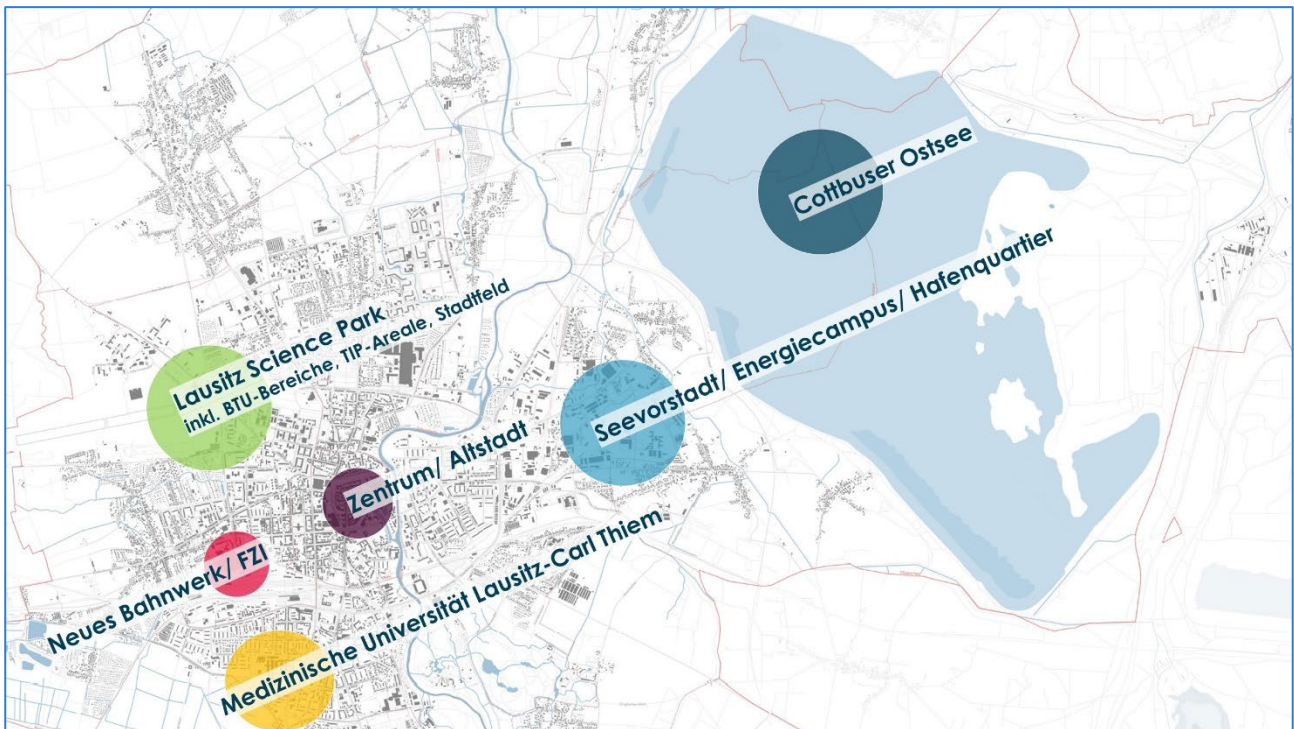 Cottbuser Ostsee
Seevorstadt/ Energiecampus/ Hafenquartier
Lausitz Science Park
inkl. BTU-Bereiche, TIP-Areale, Stadtfeld
Zentrum/ Altstadt
Neues Bahnwerk/ FZI
Medizinische Universität Lausitz-Carl Thiem